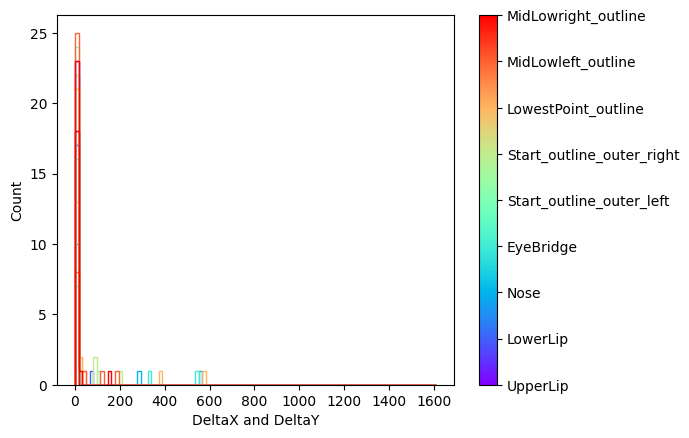 25
20
15
10
5
0
Count
0 200 400 600 800 1000 1200 1400 1600
DeltaX and DeltaY
MidLowright_outline
MidLowleft_outline
LowestPoint_outline
Start_outline_outer_right
Start_outline_outer_left
EyeBridge
Nose
LowerLip
UpperLip